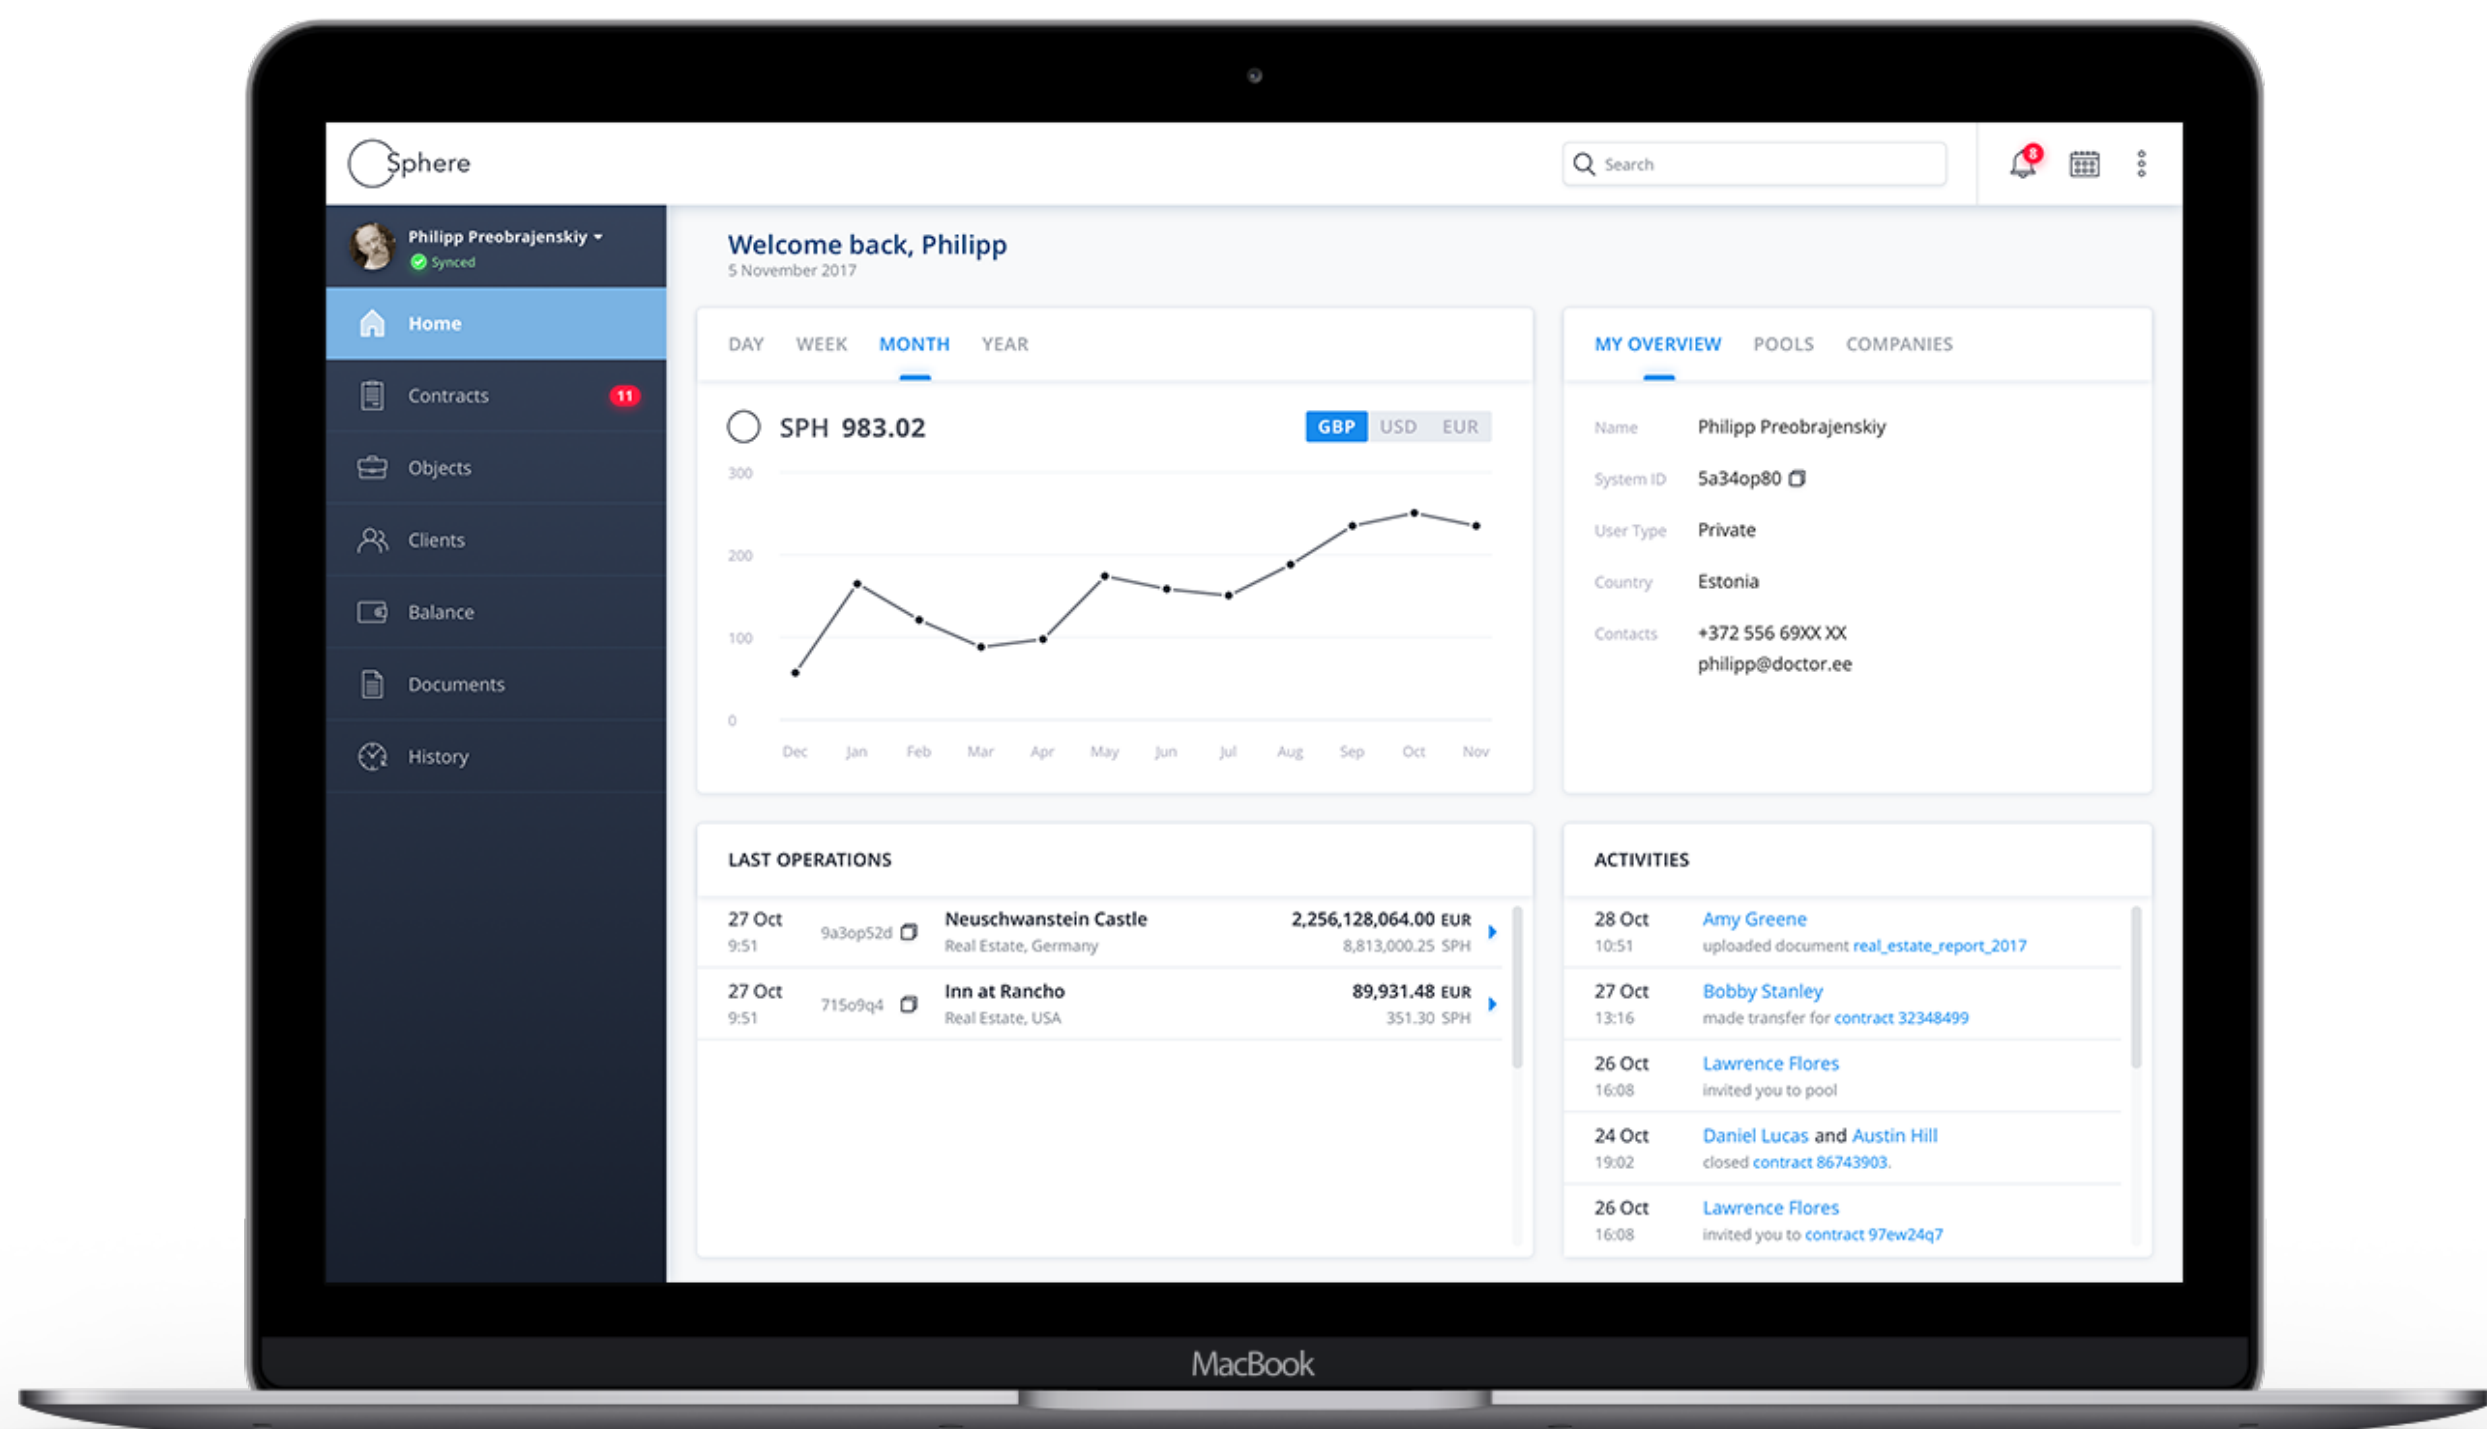 Sphere
Search
8
Philipp Preobrajenskiy
Synced
Home
Contracts 11
Objects
Clients
Balance
Documents
History
Welcome back, Philipp
5 November 2017
DAY WEEK MONTH YEAR
SPH 983.02
GBP USD EUR
300
200
100
0
Dec Jan Feb Mar Apr May Jun Jul Aug Sep Oct Nov
MY OVERVIEW POOLS COMPANIES
Name Philipp Preobrajenskiy
System ID 5a34op80
User Type Private
Country Estonia
Contacts +372 556 69XX XX
philipp@doctor.ee
LAST OPERATIONS
27 Oct 9a3op52d Neuschwanstein Castle 2,256,128,064.00 EUR
9:51 Real Estate, Germany 8,813,000.25 SPH
27 Oct 715o9q4 Inn at Rancho 89,931.48 EUR
9:51 Real Estate, USA 351.30 SPH
ACTIVITIES
28 Oct Amy Greene
10:51 uploaded document real_estate_report_2017
27 Oct Bobby Stanley
13:16 made transfer for contract 32348499
26 Oct Lawrence Flores
16:08 invited you to pool
24 Oct Daniel Lucas and Austin Hill
19:02 closed contract 86743903.
26 Oct Lawrence Flores
16:08 invited you to contract 97ew24q7
MacBook